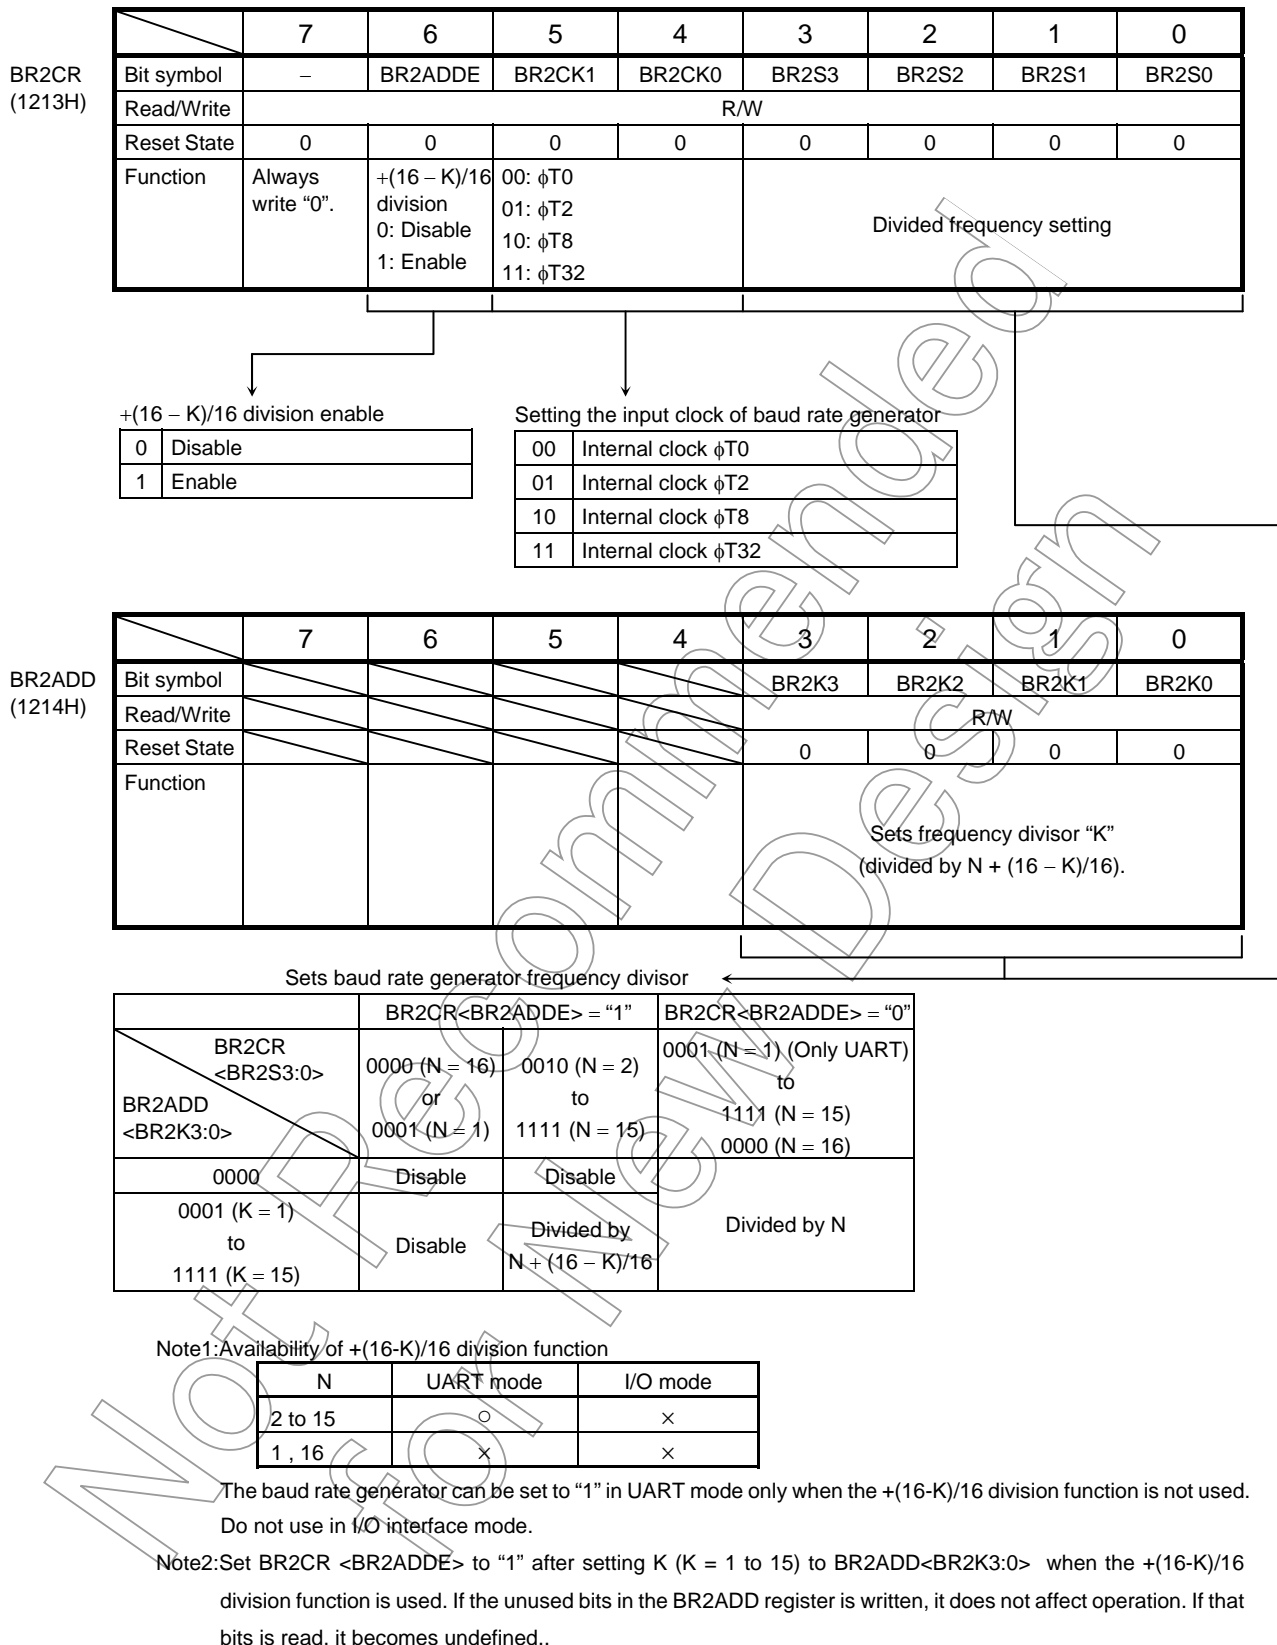 7 6 5 4 3 2 1 0
BR2CR
(1213H)
Bit symbol – BR2ADDE BR2CK1 BR2CK0 BR2S3 BR2S2 BR2S1 BR2S0
Read/Write R/W
Reset State 0 0 0 0 0 0 0 0
Function
Always
write “0”.
+(16 – K)/16
division
0: Disable
1: Enable
00: ϕT0
01: ϕT2
10: ϕT8
11: ϕT32
Divided frequency setting
+(16 – K)/16 division enable
0 Disable
1 Enable
Setting the input clock of baud rate generator
00 Internal clock ϕT0
01 Internal clock ϕT2
10 Internal clock ϕT8
11 Internal clock ϕT32
7 6 5 4 3 2 1 0
BR2ADD
(1214H)
Bit symbol BR2K3 BR2K2 BR2K1 BR2K0
Read/Write R/W
Reset State 0 0 0 0
Function
Sets frequency divisor “K”
(divided by N + (16 – K)/16).
Sets baud rate generator frequency divisor
BR2CR<BR2ADDE> = “1” BR2CR<BR2ADDE> = “0”
BR2CR
<BR2S3:0>
BR2ADD
<BR2K3:0>
0000 (N = 16)
or
0001 (N = 1)
0010 (N = 2)
to
1111 (N = 15)
0001 (N = 1) (Only UART)
to
1111 (N = 15)
0000 (N = 16)
0000 Disable Disable
0001 (K = 1)
to
1111 (K = 15)
Disable
Divided by
N + (16 – K)/16
Divided by N
Note1:Availability of +(16-K)/16 division function
N UART mode I/O mode
2 to 15 ○ ×
1 , 16 × ×
The baud rate generator can be set to “1” in UART mode only when the +(16-K)/16 division function is not used.
Do not use in I/O interface mode.
Note2:Set BR2CR <BR2ADDE> to “1” after setting K (K = 1 to 15) to BR2ADD<BR2K3:0> when the +(16-K)/16
division function is used. If the unused bits in the BR2ADD register is written, it does not affect operation. If that
bits is read, it becomes undefined..
Not Recommended
for New Design